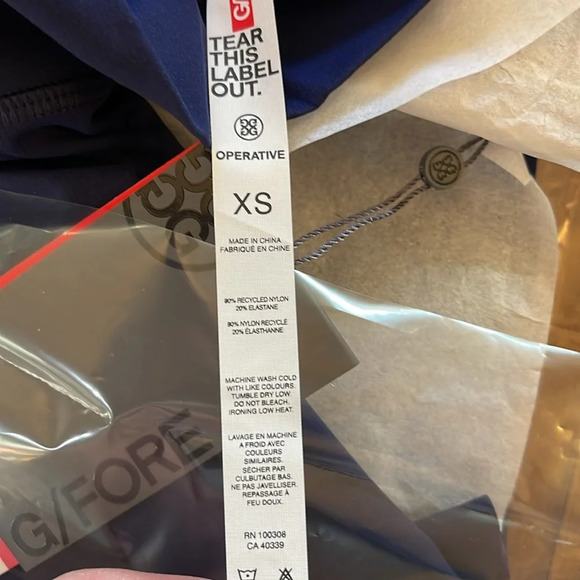 TEAR
THIS
LABEL
OUT.
OPERATIVE
XS
MADE IN CHINA
FABRIQUÉ EN CHINE
80% RECYCLED NYLON
20% ELASTANE
80% NYLON RECYCLÉ
20% ÉLASTHANNE
MACHINE WASH COLD
WITH LIKE COLOURS.
TUMBLE DRY LOW.
DO NOT BLEACH.
IRONING LOW HEAT.
LAVAGE EN MACHINE
A FROID AVEC
COULEURS
SIMILAIRES.
SÉCHER PAR
CULBUTAGE BAS.
NE PAS JAVELLISER.
REPASSAGE À
FEU DOUX.
RN 100308
CA 40339
G/FORE